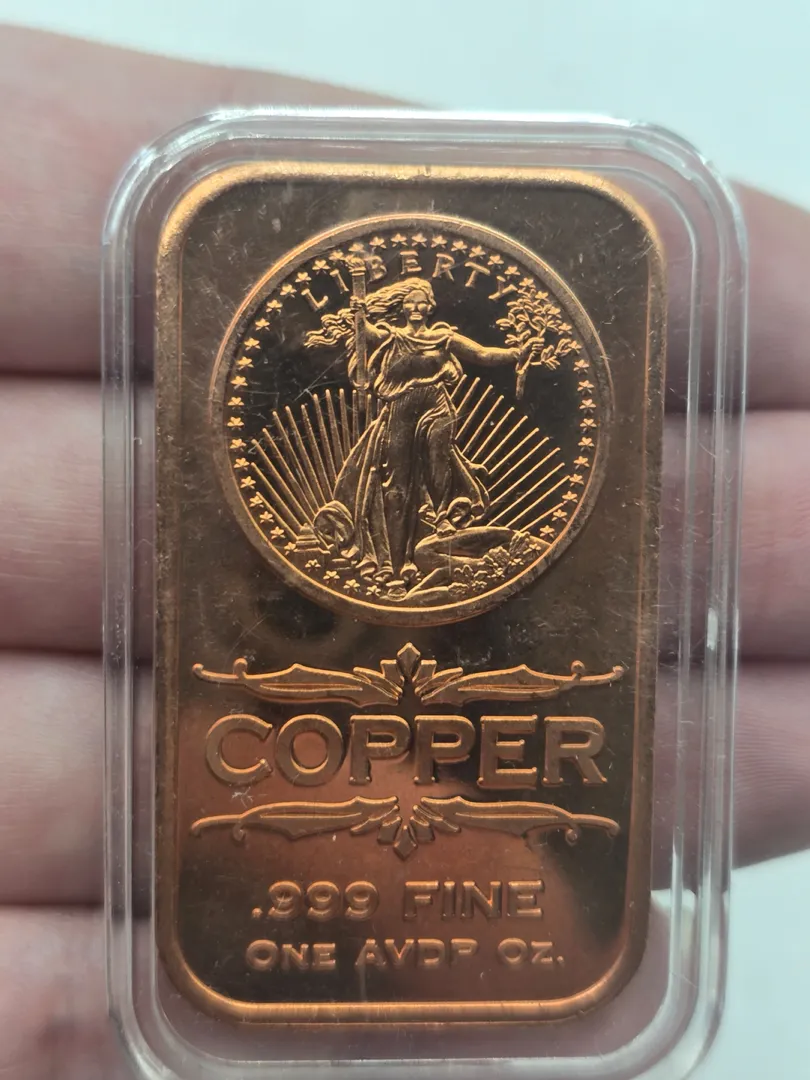 LIBERTY
COPPER
.999 FINE
ONE AVDP OZ.